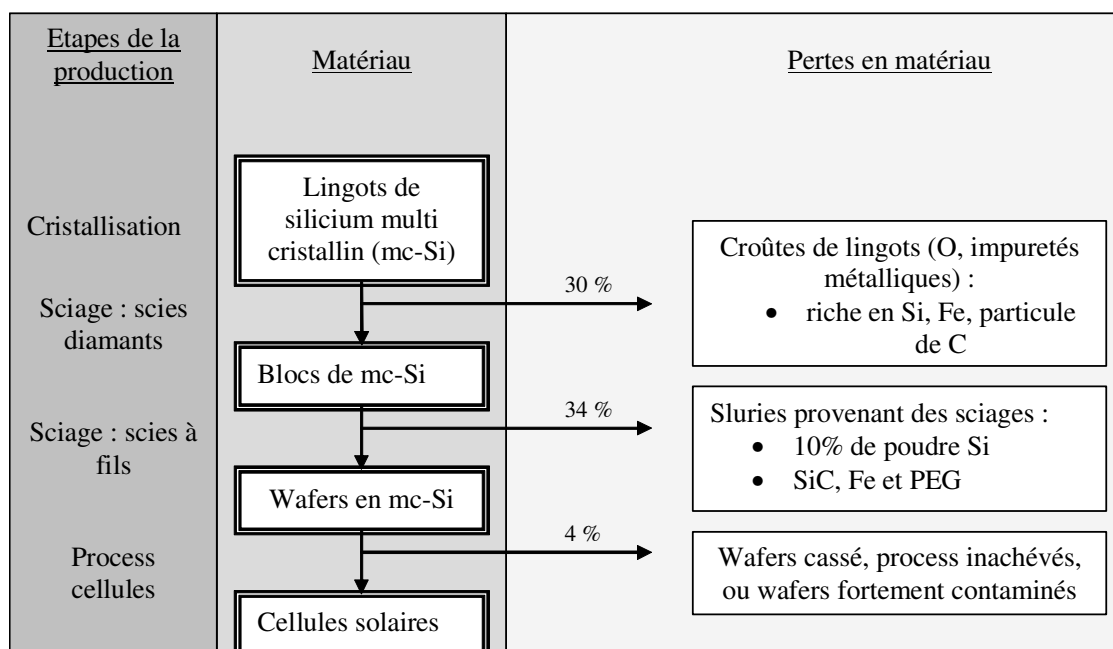 Etapes de la
production
Matériau
Pertes en matériau
Lingots de
silicium multi
cristallin (mc-Si)
Cristallisation
30 %
Croûtes de lingots (O, impuretés
métalliques) :
• riche en Si, Fe, particule
de C
Sciage : scies
diamants
Blocs de mc-Si
34 %
Sluries provenant des sciages :
• 10% de poudre Si
• SiC, Fe et PEG
Sciage : scies à
fils
Wafers en mc-Si
4 %
Wafers cassé, process inachévés,
ou wafers fortement contaminés
Process
cellules
Cellules solaires